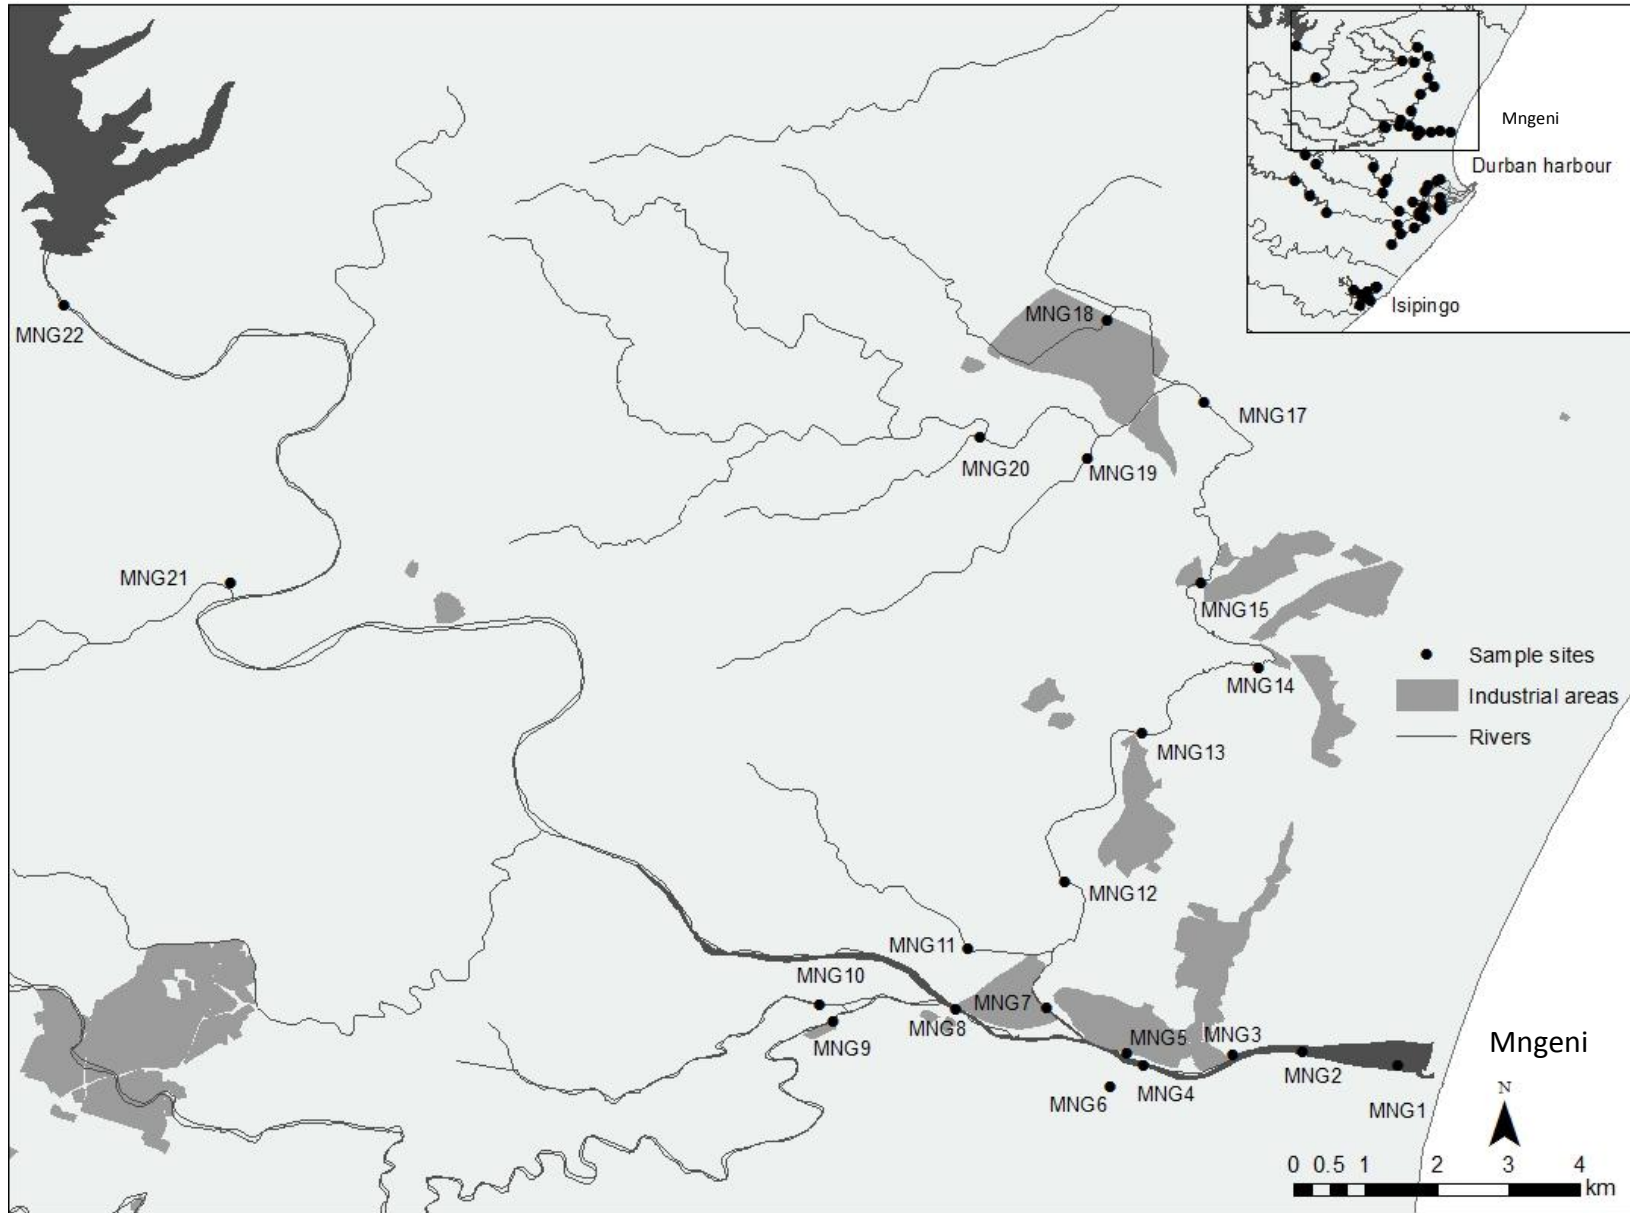 Mngeni
Durban harbour
Isipingo
MNG18
MNG22
MNG17
MNG20
MNG19
MNG21
MNG15
Sample sites
MNG14
Industrial areas
Rivers
MNG13
MNG12
MNG11
MNG10
MNG7
MNG8
MNG5
MNG3
MNG9
Mngeni
MNG2
MNG4
MNG6
MNG1
N
0 0.5 1 2 3 4
km